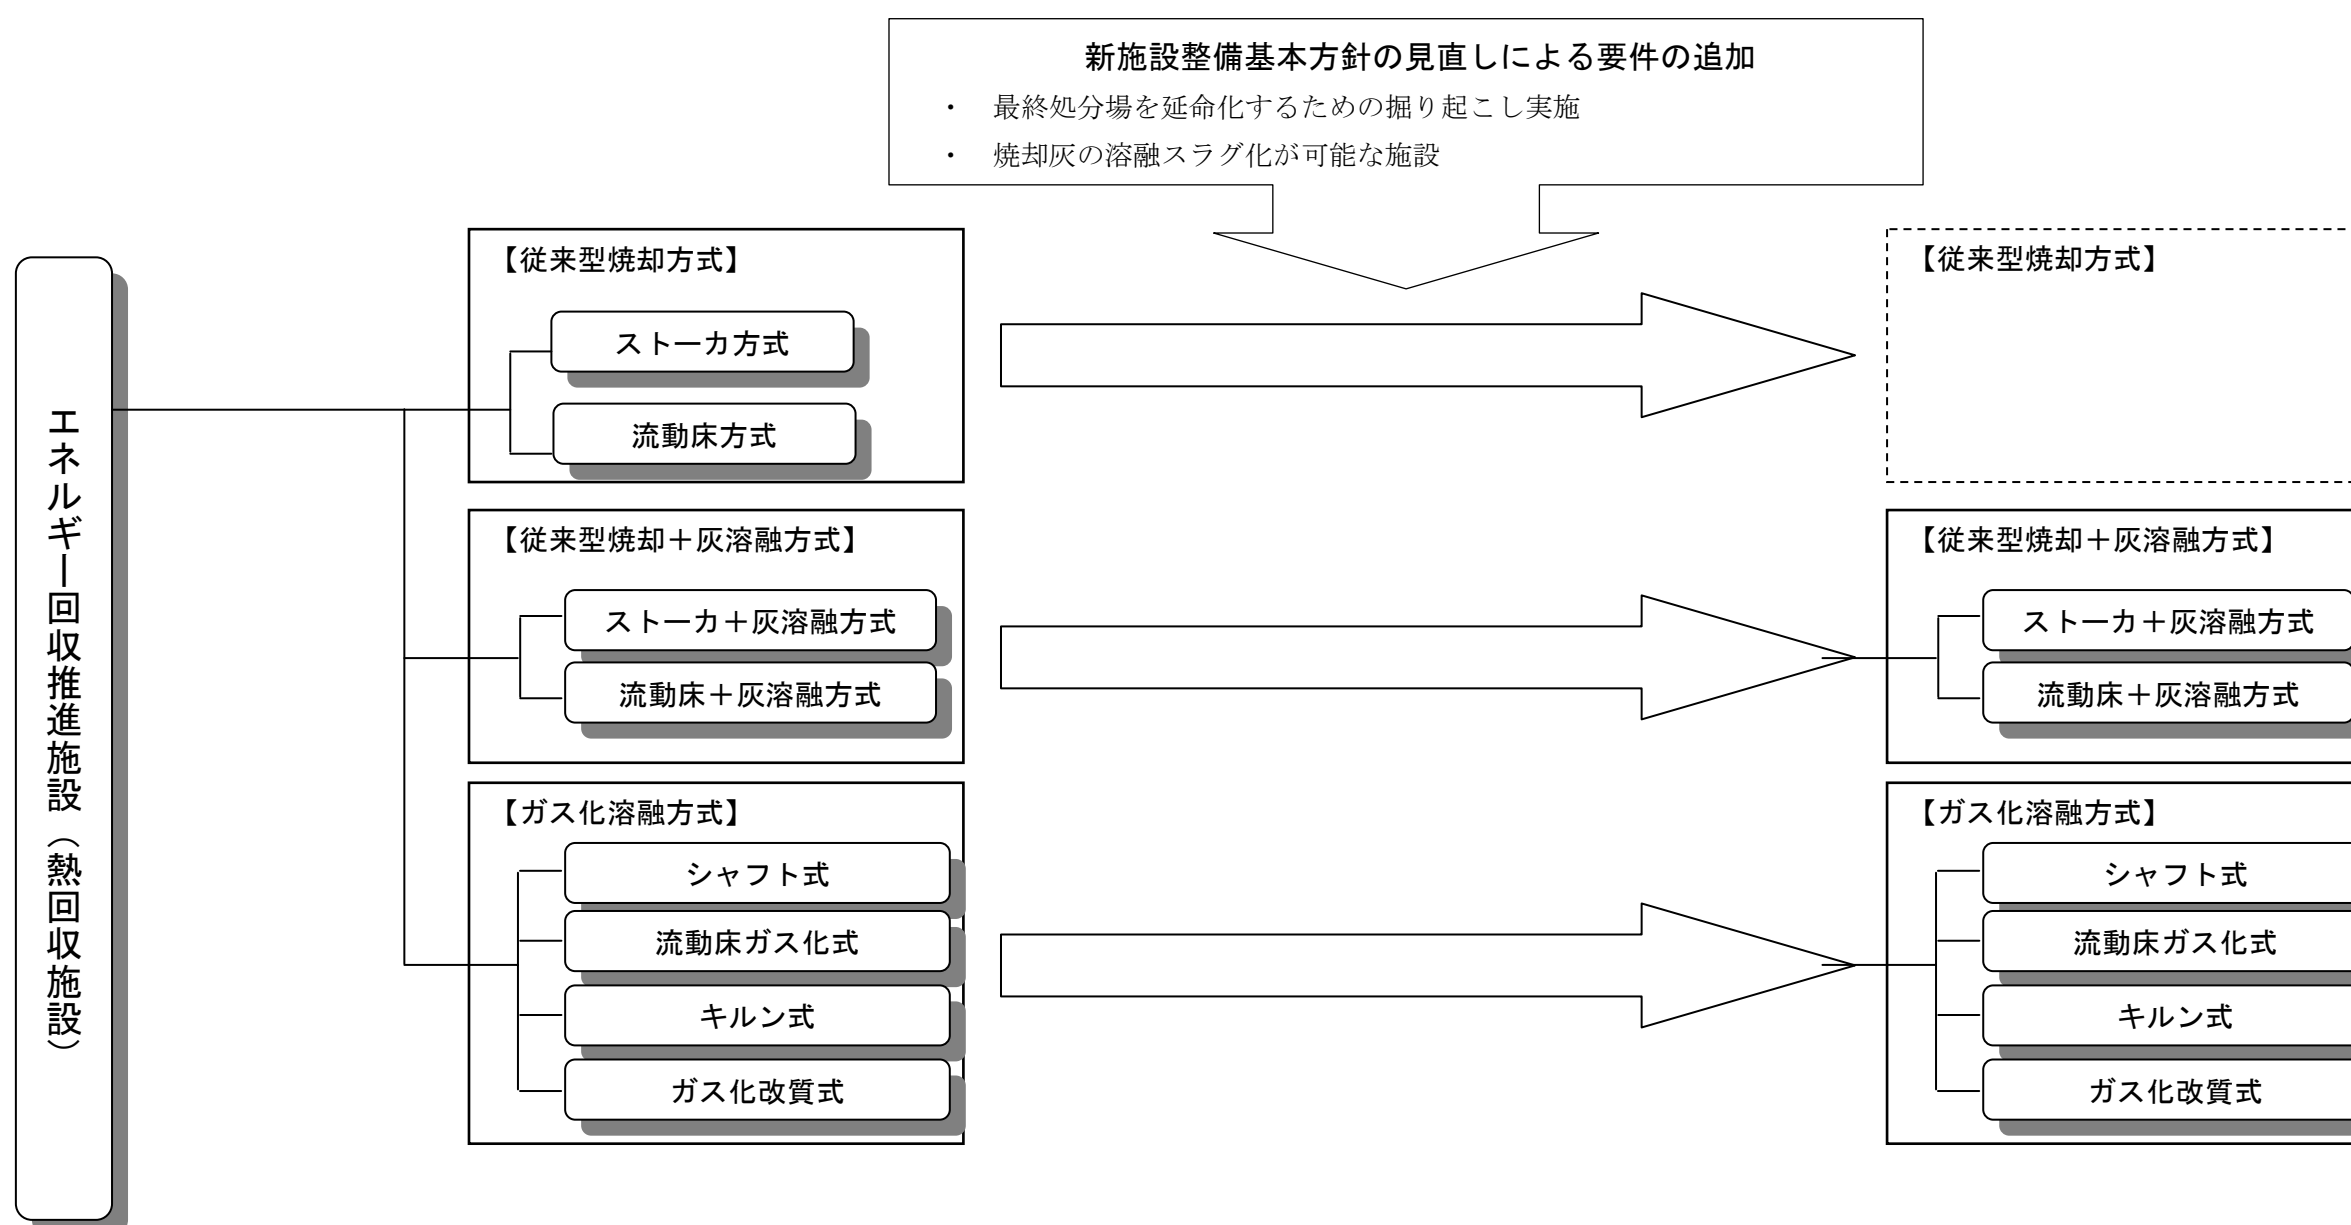 新施設整備基本方針の見直しによる要件の追加
・ 最終処分場を延命化するための掘り起こし実施
・ 焼却灰の溶融スラグ化が可能な施設
エネルギー回収推進施設（熱回収施設）
【従来型焼却方式】
ストーカ方式
流動床方式
【従来型焼却＋灰溶融方式】
ストーカ＋灰溶融方式
流動床＋灰溶融方式
【ガス化溶融方式】
シャフト式
流動床ガス化式
キルン式
ガス化改質式
【従来型焼却方式】
【従来型焼却＋灰溶融方式】
ストーカ＋灰溶融方式
流動床＋灰溶融方式
【ガス化溶融方式】
シャフト式
流動床ガス化式
キルン式
ガス化改質式